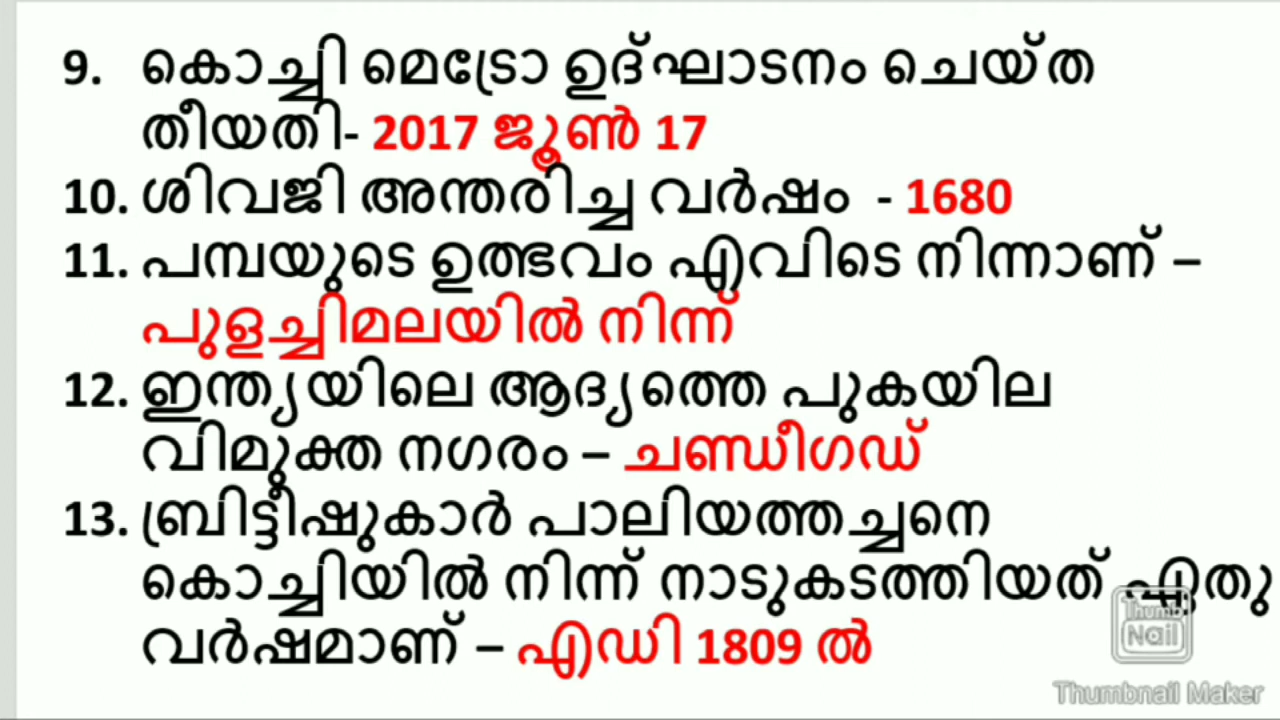 9. കൊച്ചി മെട്രോ ഉദ്ഘാടനം ചെയ്ത
തീയതി- 2017 ജൂൺ 17
10. ശിവജി അന്തരിച്ച വർഷം - 1680
11. പമ്പയുടെ ഉത്ഭവം എവിടെ നിന്നാണ് –
പുളച്ചിമലയിൽ നിന്ന്
12. ഇന്ത്യയിലെ ആദ്യത്തെ പുകയില
വിമുക്ത നഗരം – ചണ്ഡീഗഡ്
13. ബ്രിട്ടീഷുകാർ പാലിയത്തച്ചനെ
കൊച്ചിയിൽ നിന്ന് നാടുകടത്തിയത് ഏതു
വർഷമാണ് – എഡി 1809 ൽ
Thumb
Nail
Thumbnail Maker